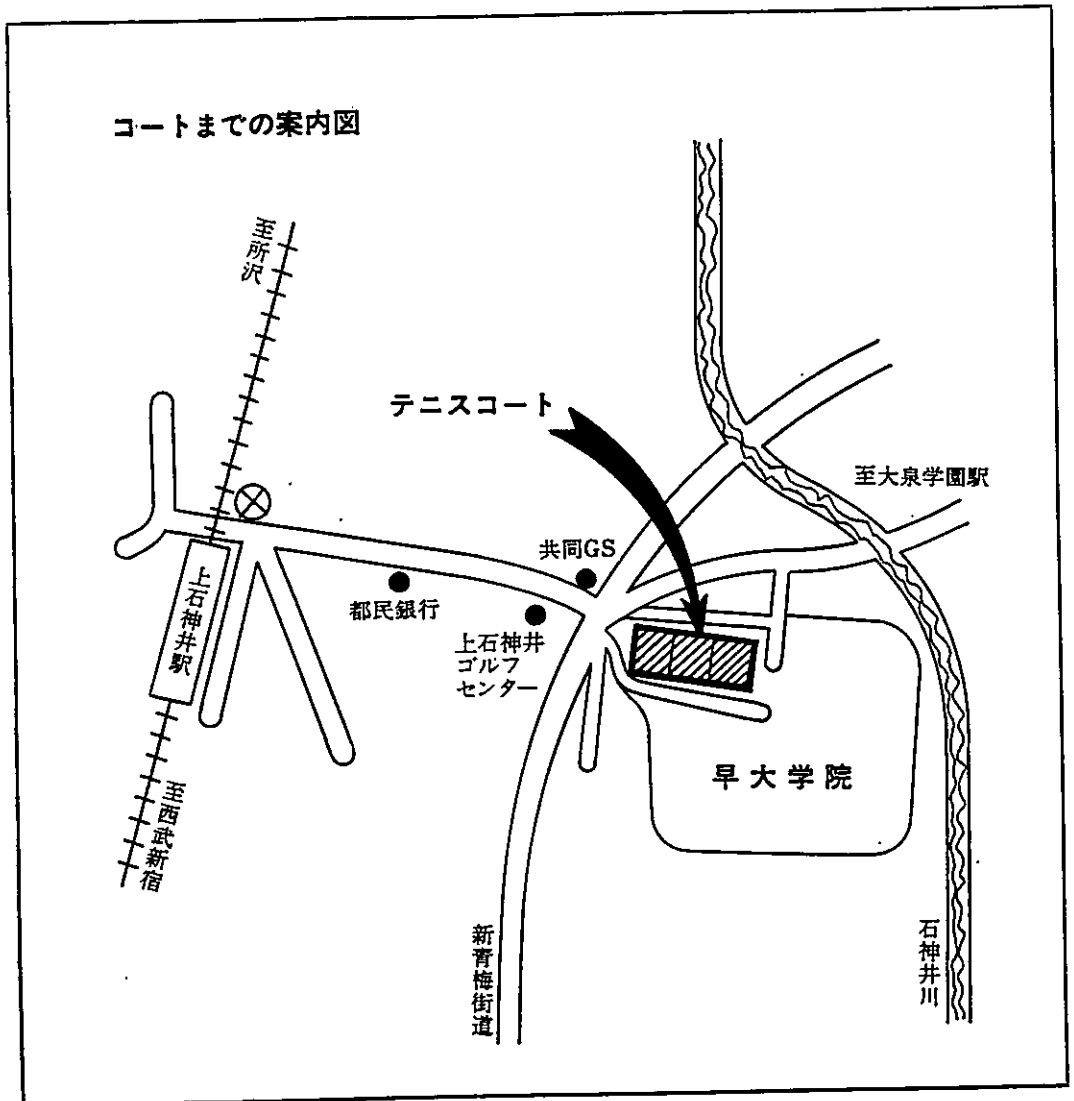 コートまでの案内図
至所沢
テニスコート
至大泉学園駅
共同GS
都民銀行
上石神井
ゴルフ
センター
上石神井駅
早大学院
至西武新宿
新青梅街道
石神井川